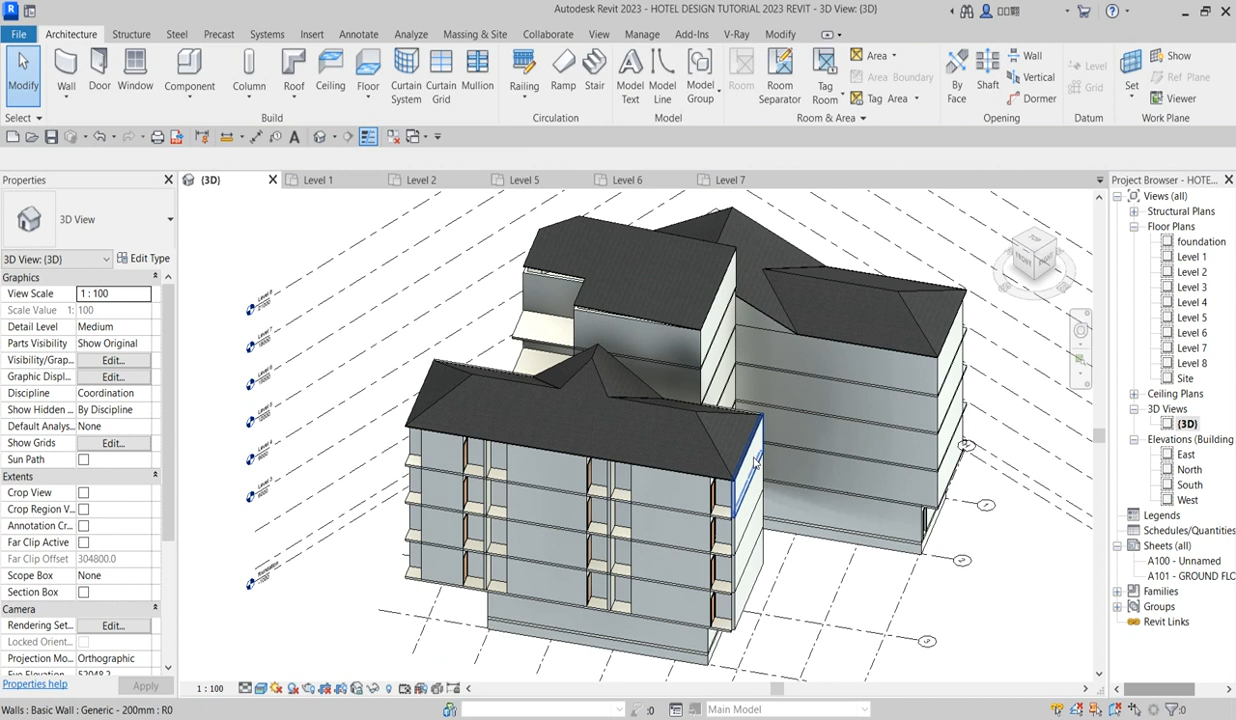 Autodesk Revit 2023 - HOTEL DESIGN TUTORIAL 2023 REVIT - 3D View: {3D}
File Architecture Structure Steel Precast Systems Insert Annotate Analyze Massing & Site Collaborate View Manage Add-Ins V-Ray Modify
Modify Wall Door Window Component Column Roof Ceiling Floor Curtain System Curtain Grid Mullion Railing Ramp Stair Model Text Model Line Model Group Room Room Separator Tag Room
Area
Area Boundary
Tag Area
By Face Shaft
Wall
Vertical
Dormer
Level
Grid
Set
Show
Ref Plane
Viewer
Select Build Circulation Model Room & Area Opening Datum Work Plane
Properties
{3D} Level 1 Level 2 Level 5 Level 6 Level 7
3D View
3D View: {3D} Edit Type
Graphics
View Scale 1 : 100
Scale Value 1: 100
Detail Level Medium
Parts Visibility Show Original
Visibility/Grap... Edit...
Graphic Displ... Edit...
Discipline Coordination
Show Hidden ... By Discipline
Default Analys... None
Show Grids Edit...
Sun Path
Extents
Crop View
Crop Region V...
Annotation Cr...
Far Clip Active
Far Clip Offset 304800.0
Scope Box None
Section Box
Camera
Rendering Set... Edit...
Locked Orient...
Projection Mo... Orthographic
Eye Elevation 52048.2
Properties help Apply
TOP
FRONT
RIGHT
1
2
3
Project Browser - HOTE...
Views (all)
Structural Plans
Floor Plans
foundation
Level 1
Level 2
Level 3
Level 4
Level 5
Level 6
Level 7
Level 8
Site
Ceiling Plans
3D Views
{3D}
Elevations (Building
East
North
South
West
Legends
Schedules/Quantities
Sheets (all)
A100 - Unnamed
A101 - GROUND FLC
Families
Groups
Revit Links
1 : 100
Walls : Basic Wall : Generic - 200mm : R0
:0
Main Model
:0